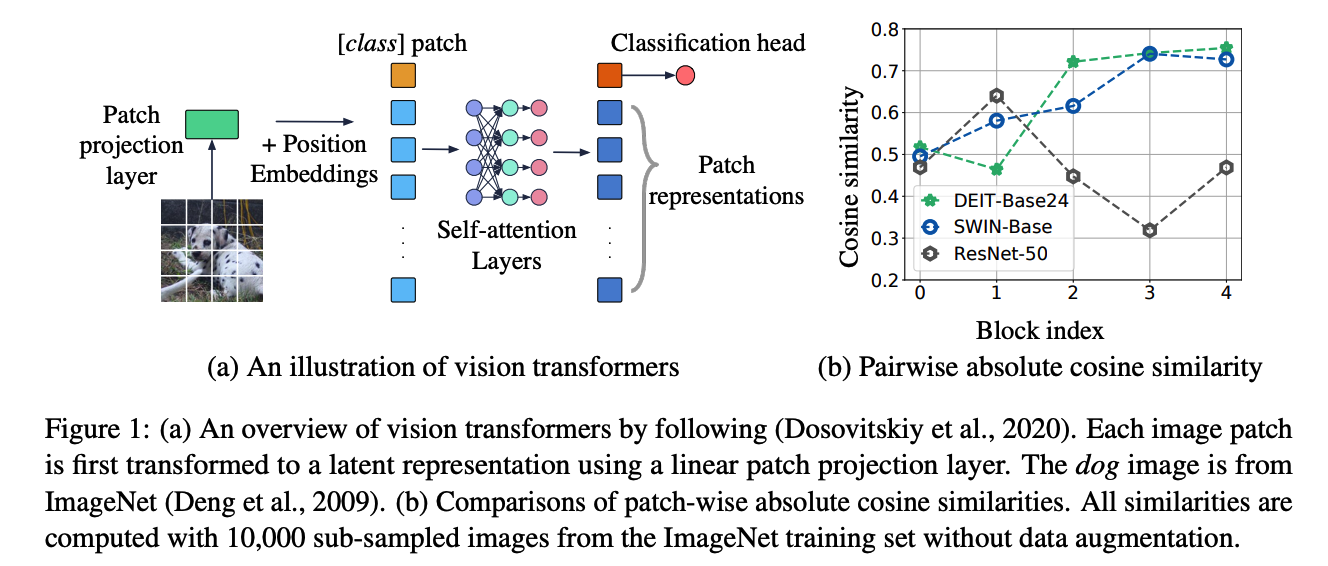 [class] patch
Classification head
Patch
projection
layer
+ Position
Embeddings
Self-attention
Layers
Patch
representations
(a) An illustration of vision transformers
0.8
0.7
0.6
0.5
0.4
0.3
0.2
Cosine similarity
DEIT-Base24
SWIN-Base
ResNet-50
0 1 2 3 4
Block index
(b) Pairwise absolute cosine similarity
Figure 1: (a) An overview of vision transformers by following (Dosovitskiy et al., 2020). Each image patch
is first transformed to a latent representation using a linear patch projection layer. The dog image is from
ImageNet (Deng et al., 2009). (b) Comparisons of patch-wise absolute cosine similarities. All similarities are
computed with 10,000 sub-sampled images from the ImageNet training set without data augmentation.